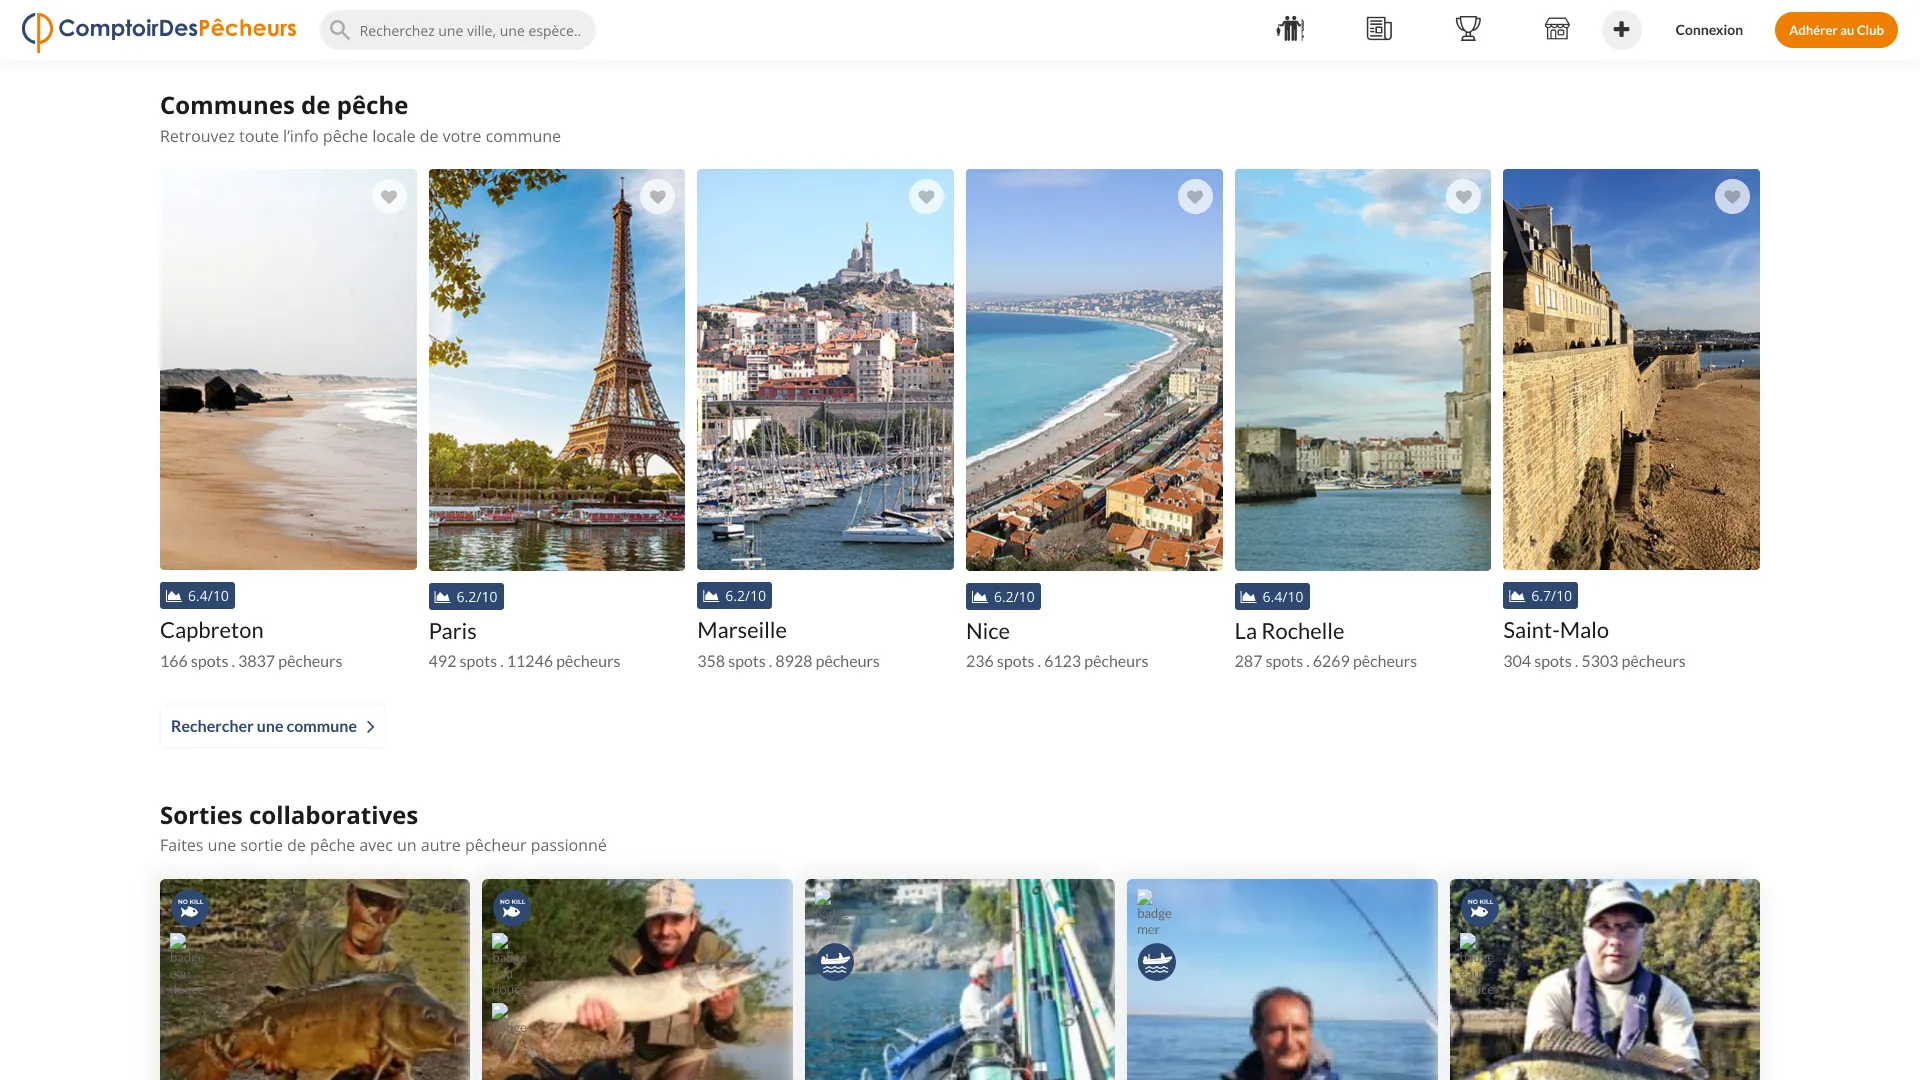 ComptoirDesPêcheurs
Recherchez une ville, une espèce..
Connexion
Adhérer au Club
Communes de pêche
Retrouvez toute l’info pêche locale de votre commune
6.4/10
6.2/10
6.2/10
6.2/10
6.4/10
6.7/10
Capbreton
Paris
Marseille
Nice
La Rochelle
Saint-Malo
166 spots . 3837 pêcheurs
492 spots . 11246 pêcheurs
358 spots . 8928 pêcheurs
236 spots . 6123 pêcheurs
287 spots . 6269 pêcheurs
304 spots . 5303 pêcheurs
Rechercher une commune
Sorties collaboratives
Faites une sortie de pêche avec un autre pêcheur passionné
NO KILL
badge
eau
douce
NO KILL
badge
eau
douce
badge
badge
mer
badge
mer
NO KILL
badge
eau
douce